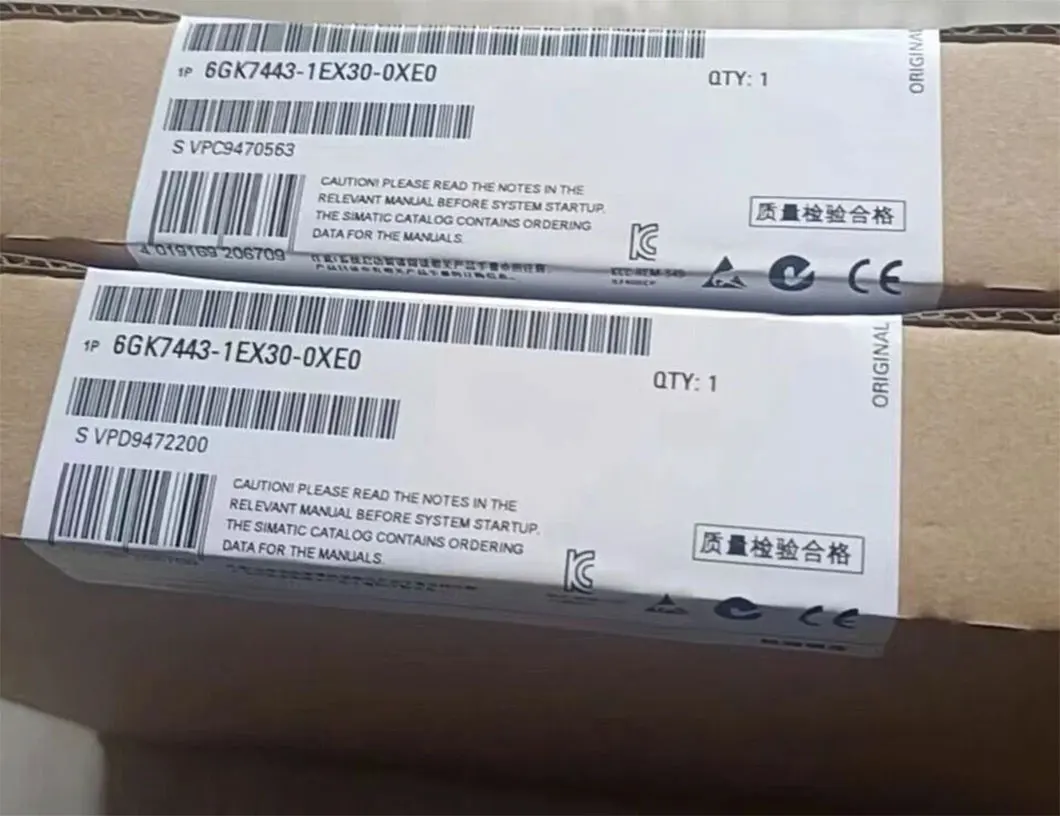 1P 6GK7443-1EX30-0XE0
QTY: 1
ORIGINAL
S VPC9470563
CAUTION! PLEASE READ THE NOTES IN THE
RELEVANT MANUAL BEFORE SYSTEM STARTUP.
THE SIMATIC CATALOG CONTAINS ORDERING
DATA FOR THE MANUALS.
质量检验合格
4 019169 206709
CE
1P 6GK7443-1EX30-0XE0
QTY: 1
ORIGINAL
S VPD9472200
CAUTION! PLEASE READ THE NOTES IN THE
RELEVANT MANUAL BEFORE SYSTEM STARTUP.
THE SIMATIC CATALOG CONTAINS ORDERING
DATA FOR THE MANUALS.
质量检验合格
CE